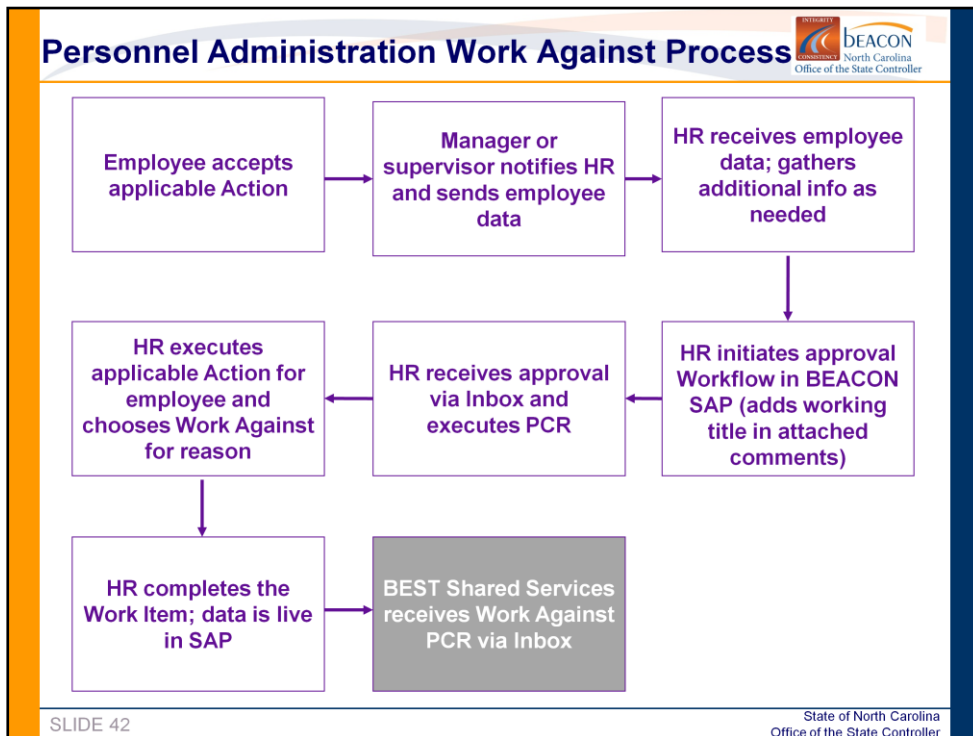 Personnel Administration Work Against Process
INTEGRITY
CONSISTENCY
bEACON
North Carolina
Office of the State Controller
Employee accepts
applicable Action
Manager or
supervisor notifies HR
and sends employee
data
HR receives employee
data; gathers
additional info as
needed
HR initiates approval
Workflow in BEACON
SAP (adds working
title in attached
comments)
HR receives approval
via Inbox and
executes PCR
HR executes
applicable Action for
employee and
chooses Work Against
for reason
HR completes the
Work Item; data is live
in SAP
BEST Shared Services
receives Work Against
PCR via Inbox
SLIDE 42
State of North Carolina
Office of the State Controller